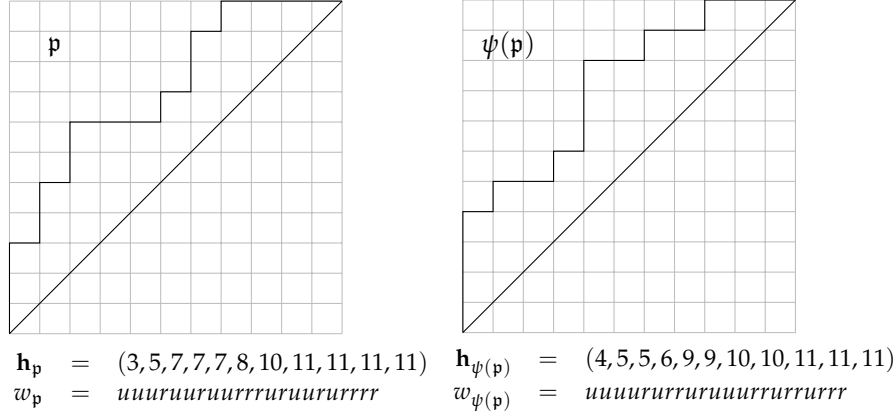 𝔭
ψ(𝔭)
𝐡_𝔭 = (3, 5, 7, 7, 7, 8, 10, 11, 11, 11, 11)
w_𝔭 = uuuruuruurrruruururrrr
𝐡_ψ(𝔭) = (4, 5, 5, 6, 9, 9, 10, 10, 11, 11, 11)
w_ψ(𝔭) = uuuururruruuurrurrurrr